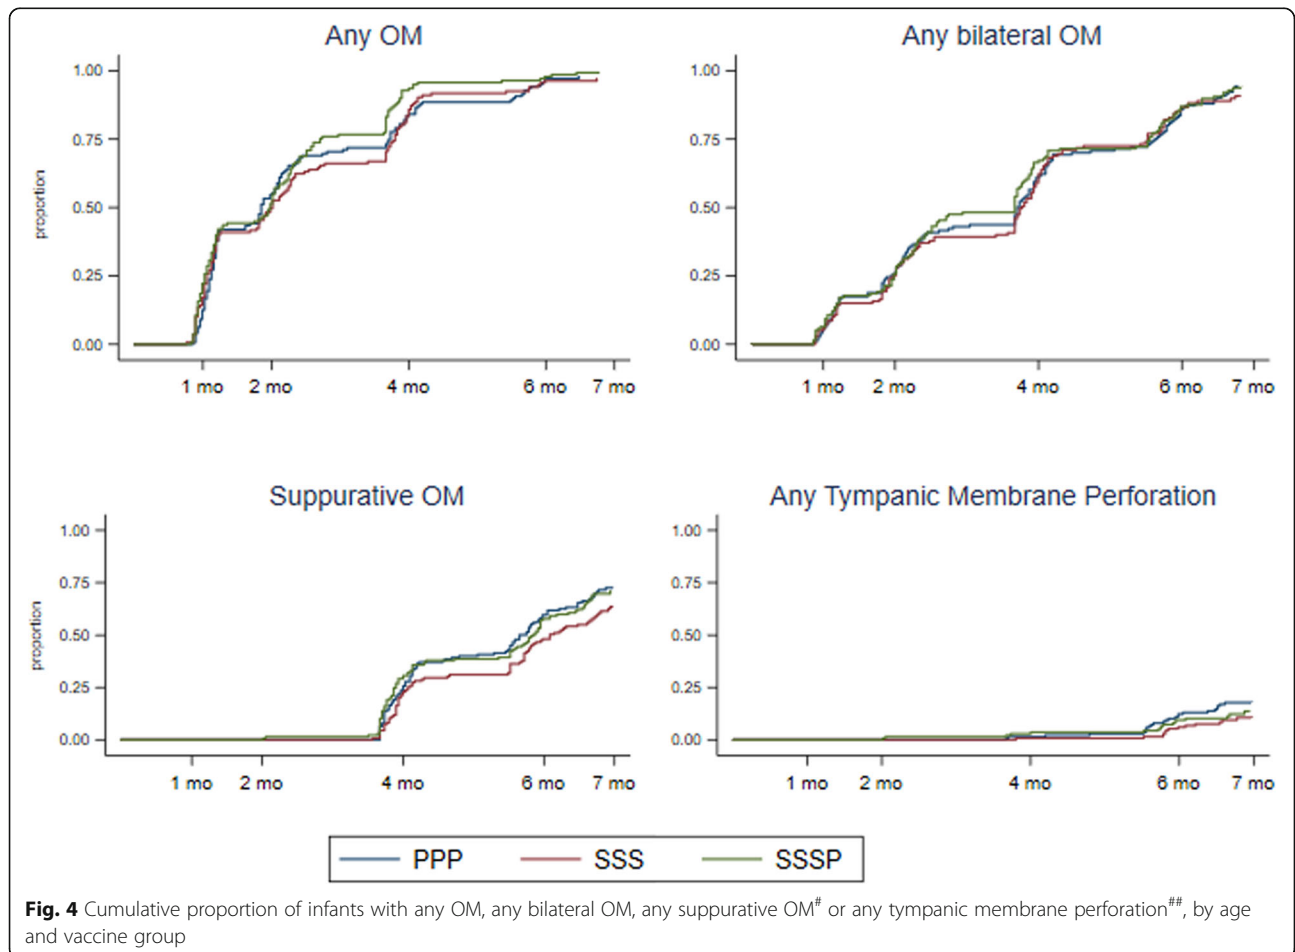 Any OM
Any bilateral OM
1.00
0.75
0.50
0.25
0.00
proportion
1 mo 2 mo 4 mo 6 mo 7 mo
1.00
0.75
0.50
0.25
0.00
1 mo 2 mo 4 mo 6 mo 7 mo
Suppurative OM
Any Tympanic Membrane Perforation
1.00
0.75
0.50
0.25
0.00
proportion
1 mo 2 mo 4 mo 6 mo 7 mo
1.00
0.75
0.50
0.25
0.00
1 mo 2 mo 4 mo 6 mo 7 mo
PPP SSS SSSP
Fig. 4 Cumulative proportion of infants with any OM, any bilateral OM, any suppurative OM# or any tympanic membrane perforation##, by age
and vaccine group